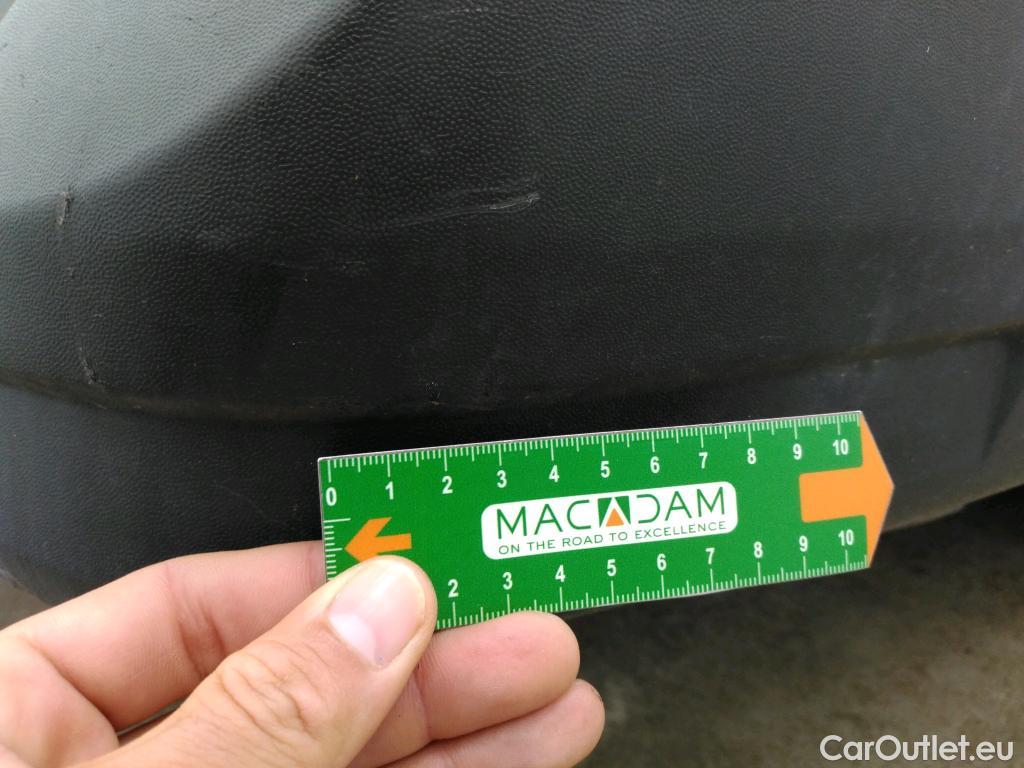 0 1 2 3 4 5 6 7 8 9 10
MACADAM
ON THE ROAD TO EXCELLENCE
2 3 4 5 6 7 8 9 10
CarOutlet.eu